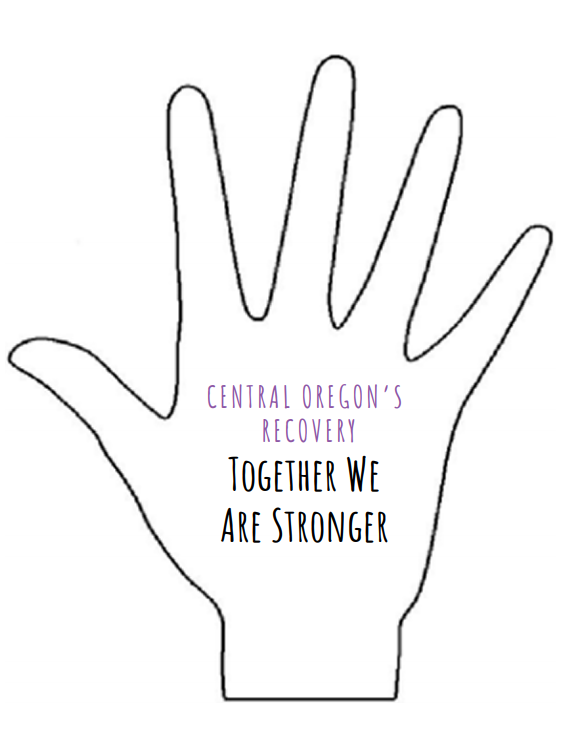 CENTRAL OREGON'S
RECOVERY
TOGETHER WE
ARE STRONGER